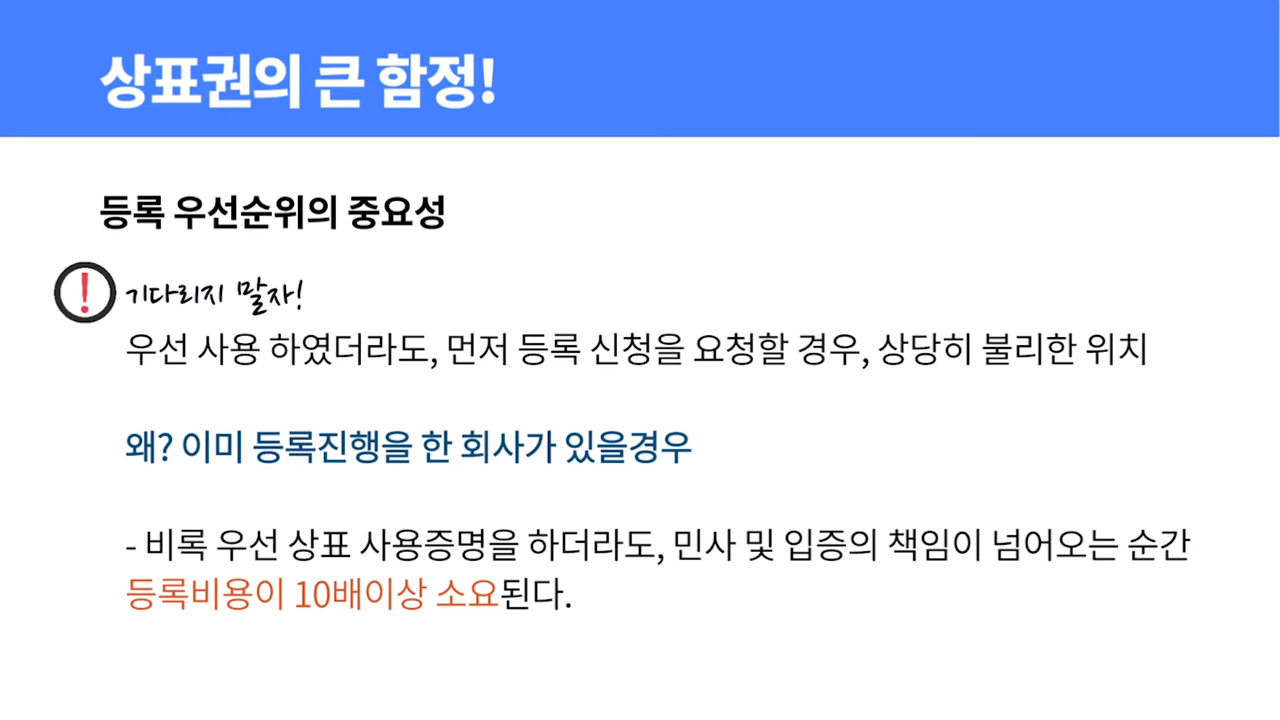 상표권의 큰 함정!
등록 우선순위의 중요성
! 기다리지 말자!
우선 사용 하였더라도, 먼저 등록 신청을 요청할 경우, 상당히 불리한 위치
왜? 이미 등록진행을 한 회사가 있을경우
- 비록 우선 상표 사용증명을 하더라도, 민사 및 입증의 책임이 넘어오는 순간
등록비용이 10배이상 소요된다.